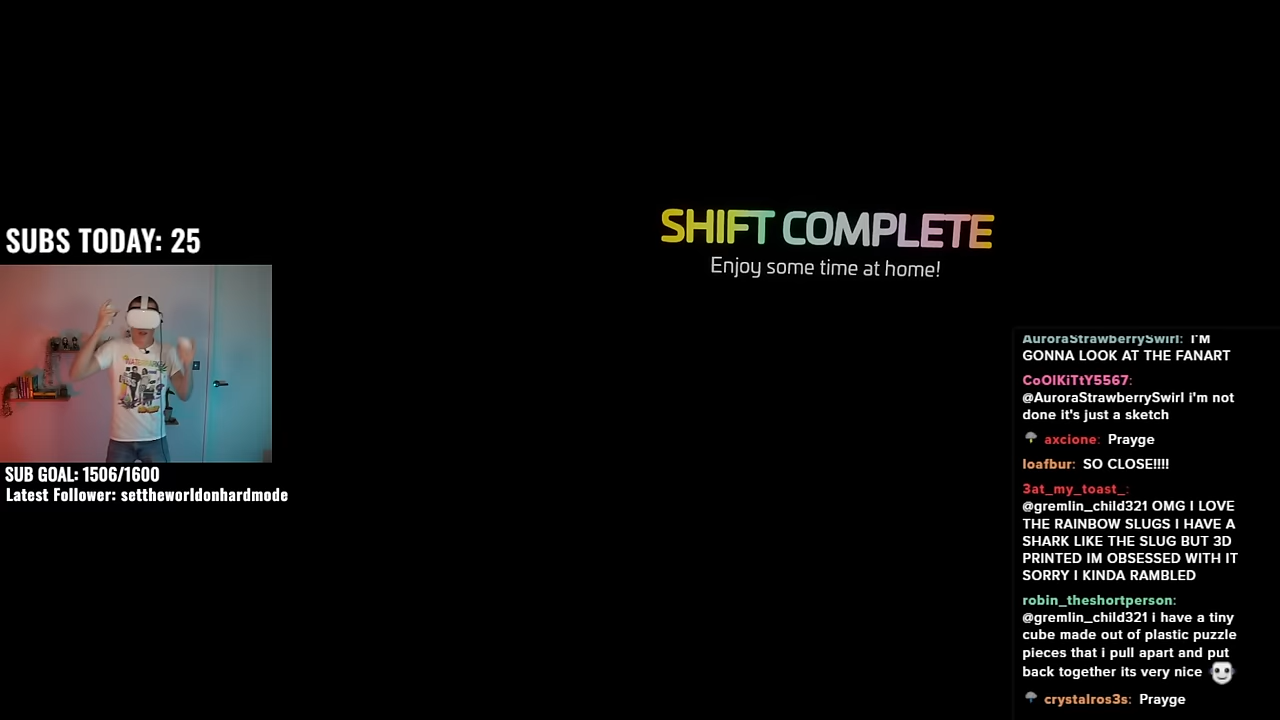 SUBS TODAY: 25
SUB GOAL: 1506/1600
Latest Follower: settheworldonhardmode
SHIFT COMPLETE
Enjoy some time at home!
AuroraStrawberrySwirl: I'M
GONNA LOOK AT THE FANART
CoOlKiTtY5567:
@AuroraStrawberrySwirl i'm not
done it's just a sketch
axcione: Prayge
loafbur: SO CLOSE!!!!
3at_my_toast_:
@gremlin_child321 OMG I LOVE
THE RAINBOW SLUGS I HAVE A
SHARK LIKE THE SLUG BUT 3D
PRINTED IM OBSESSED WITH IT
SORRY I KINDA RAMBLED
robin_theshortperson:
@gremlin_child321 i have a tiny
cube made out of plastic puzzle
pieces that i pull apart and put
back together its very nice
crystalros3s: Prayge